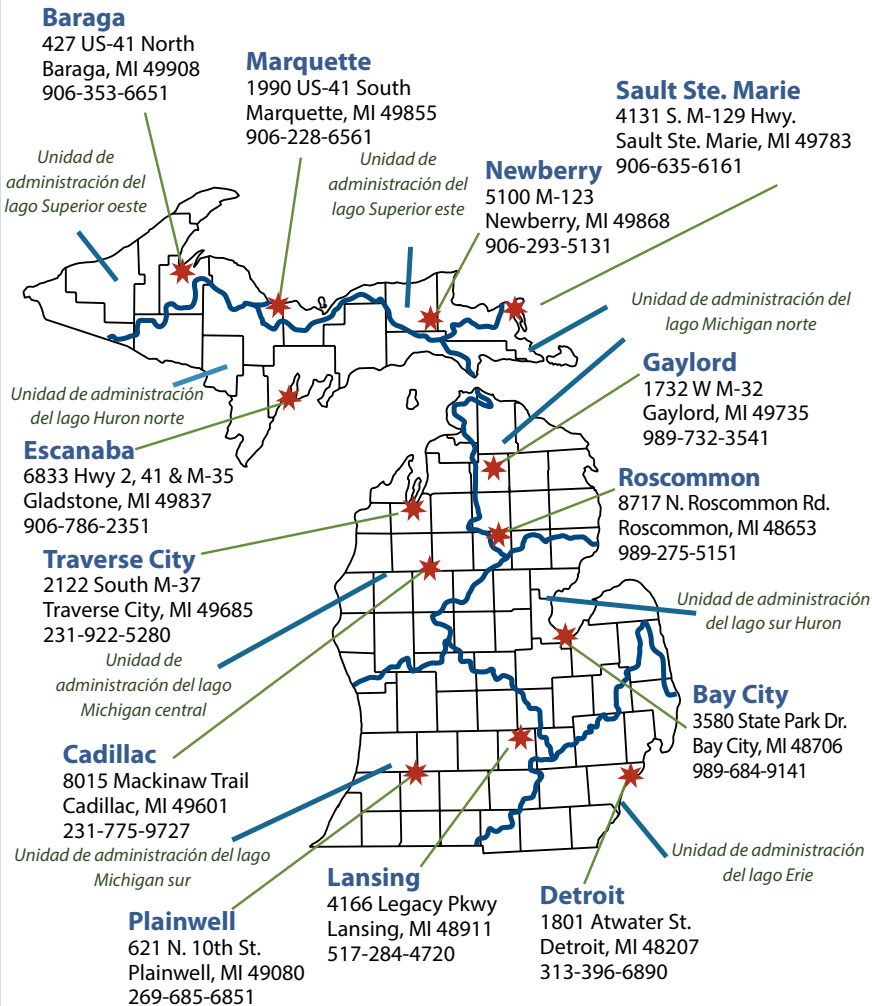 Baraga
427 US-41 North
Baraga, MI 49908
906-353-6651
Marquette
1990 US-41 South
Marquette, MI 49855
906-228-6561
Sault Ste. Marie
4131 S. M-129 Hwy.
Sault Ste. Marie, MI 49783
906-635-6161
Unidad de
administración del
lago Superior oeste
Unidad de
administración del
lago Superior este
Newberry
5100 M-123
Newberry, MI 49868
906-293-5131
Unidad de administración del
lago Michigan norte
Gaylord
1732 W M-32
Gaylord, MI 49735
989-732-3541
Unidad de administración
del lago Huron norte
Escanaba
6833 Hwy 2, 41 & M-35
Gladstone, MI 49837
906-786-2351
Roscommon
8717 N. Roscommon Rd.
Roscommon, MI 48653
989-275-5151
Traverse City
2122 South M-37
Traverse City, MI 49685
231-922-5280
Unidad de administración
del lago sur Huron
Unidad de
administración del lago
Michigan central
Bay City
3580 State Park Dr.
Bay City, MI 48706
989-684-9141
Cadillac
8015 Mackinaw Trail
Cadillac, MI 49601
231-775-9727
Unidad de administración del lago
Michigan sur
Unidad de administración
del lago Erie
Lansing
4166 Legacy Pkwy
Lansing, MI 48911
517-284-4720
Detroit
1801 Atwater St.
Detroit, MI 48207
313-396-6890
Plainwell
621 N. 10th St.
Plainwell, MI 49080
269-685-6851